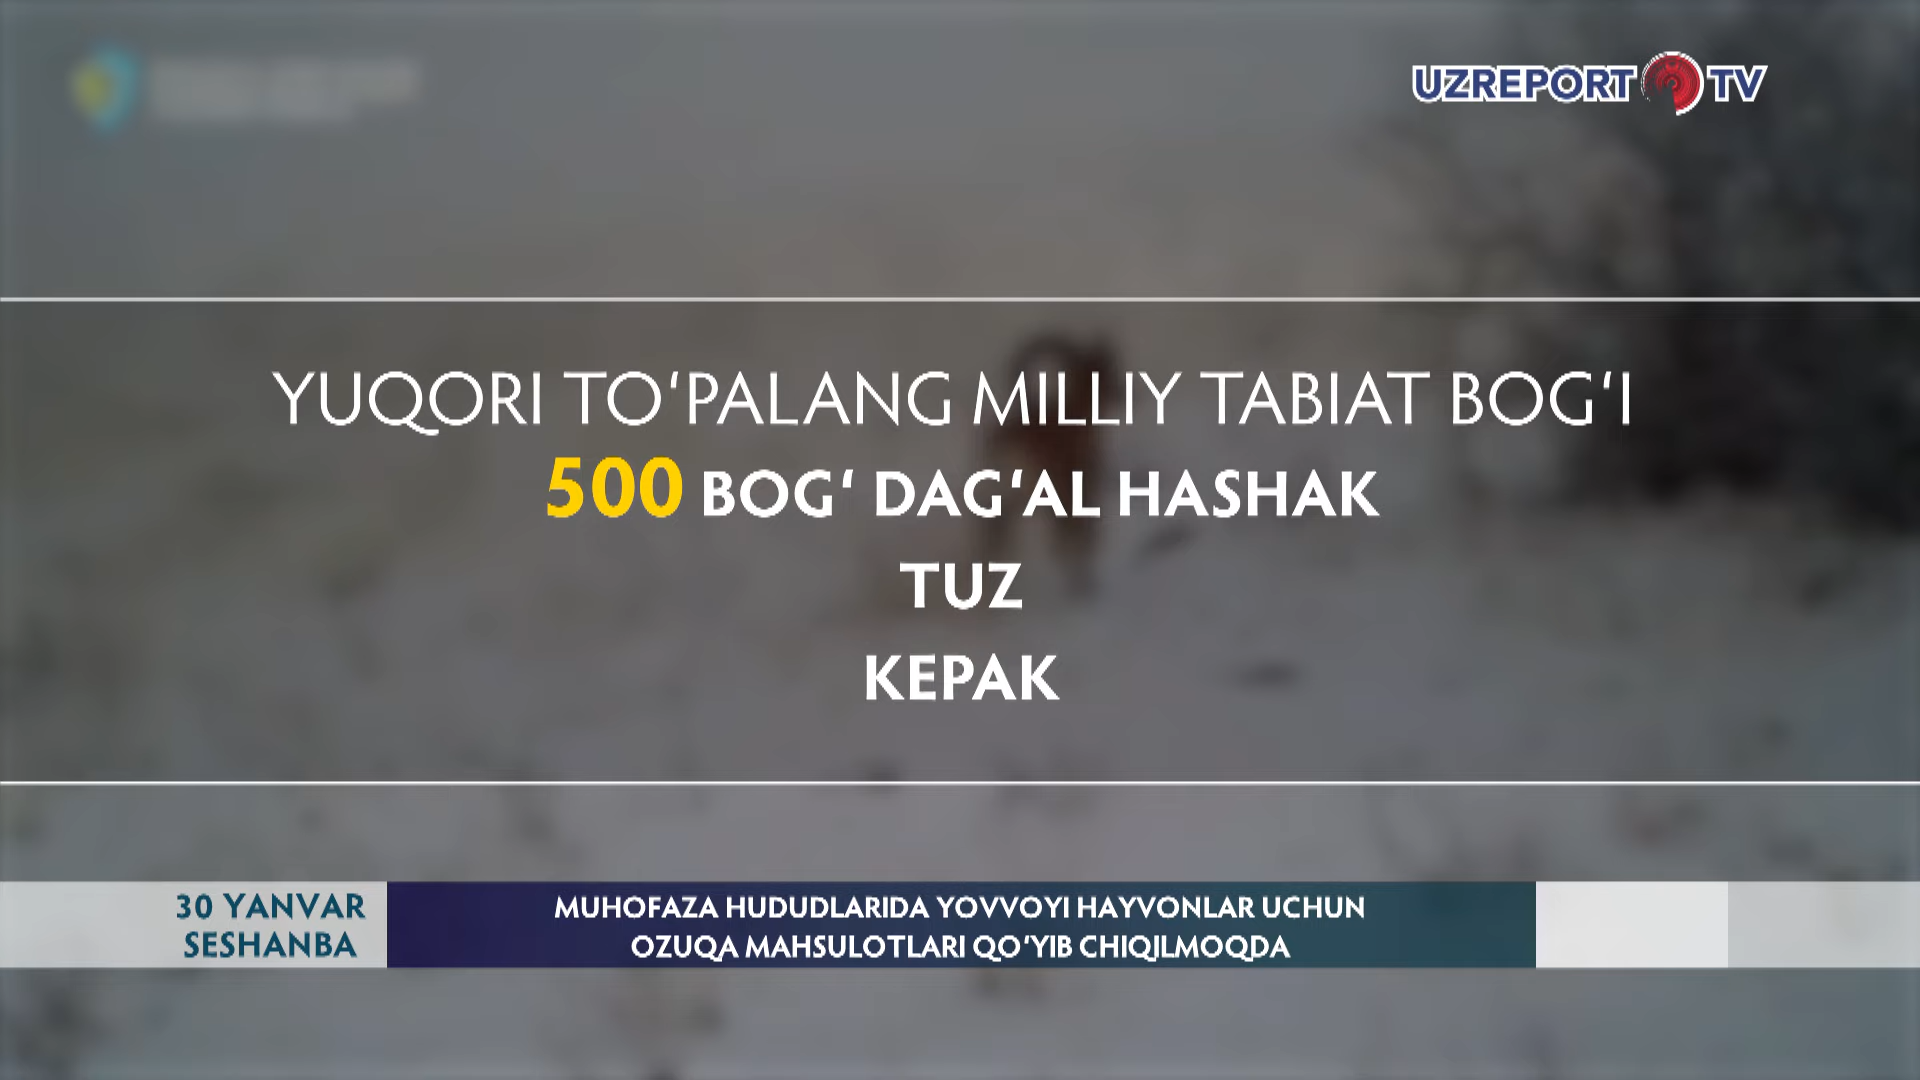 UZREPORT TV
YUQORI TO‘PALANG MILLIY TABIAT BOG‘I
500 BOG‘ DAG‘AL HASHAK
TUZ
KEPAK
30 YANVAR
SESHANBA
MUHOFAZA HUDUDLARIDA YOVVOYI HAYVONLAR UCHUN
OZUQA MAHSULOTLARI QO‘YIB CHIQILMOQDA